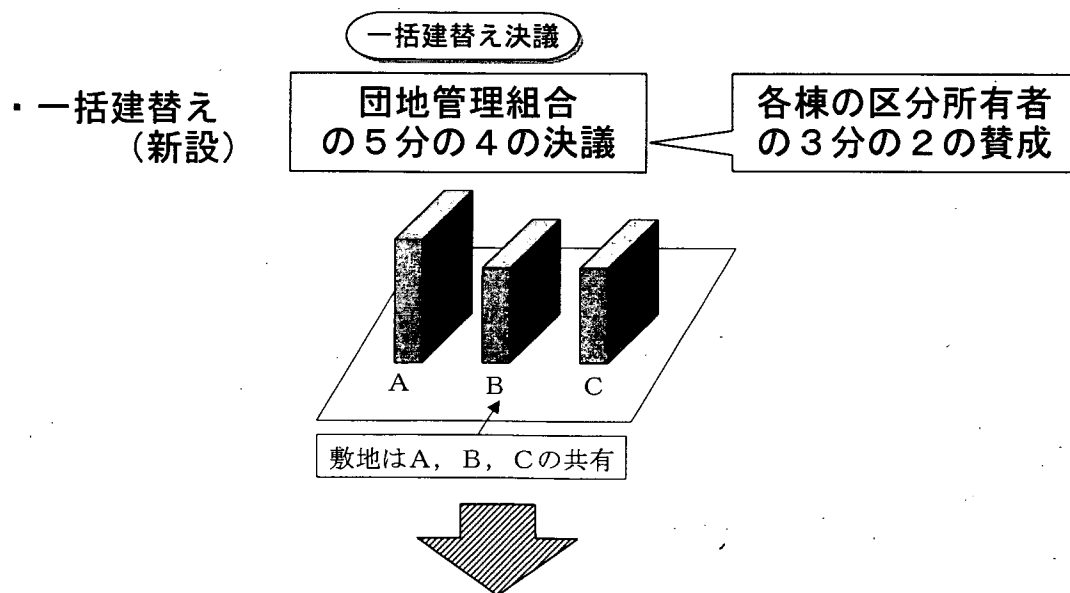 一括建替え決議
・一括建替え
（新設）
団地管理組合
の５分の４の決議
各棟の区分所有者
の３分の２の賛成
A
B
C
敷地はA，B，Cの共有